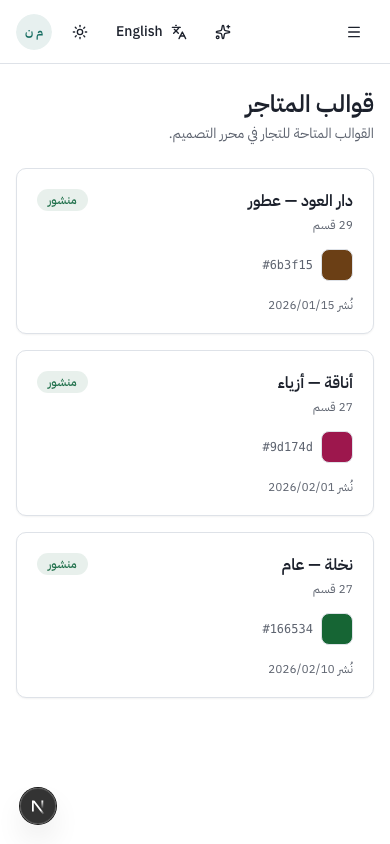 English
م ن
قوالب المتاجر
القوالب المتاحة للتجار في محرر التصميم.
دار العود — عطور
منشور
29 قسم
#6b3f15
نُشر 2026/01/15
أناقة — أزياء
منشور
27 قسم
#9d174d
نُشر 2026/02/01
نخلة — عام
منشور
27 قسم
#166534
نُشر 2026/02/10
N